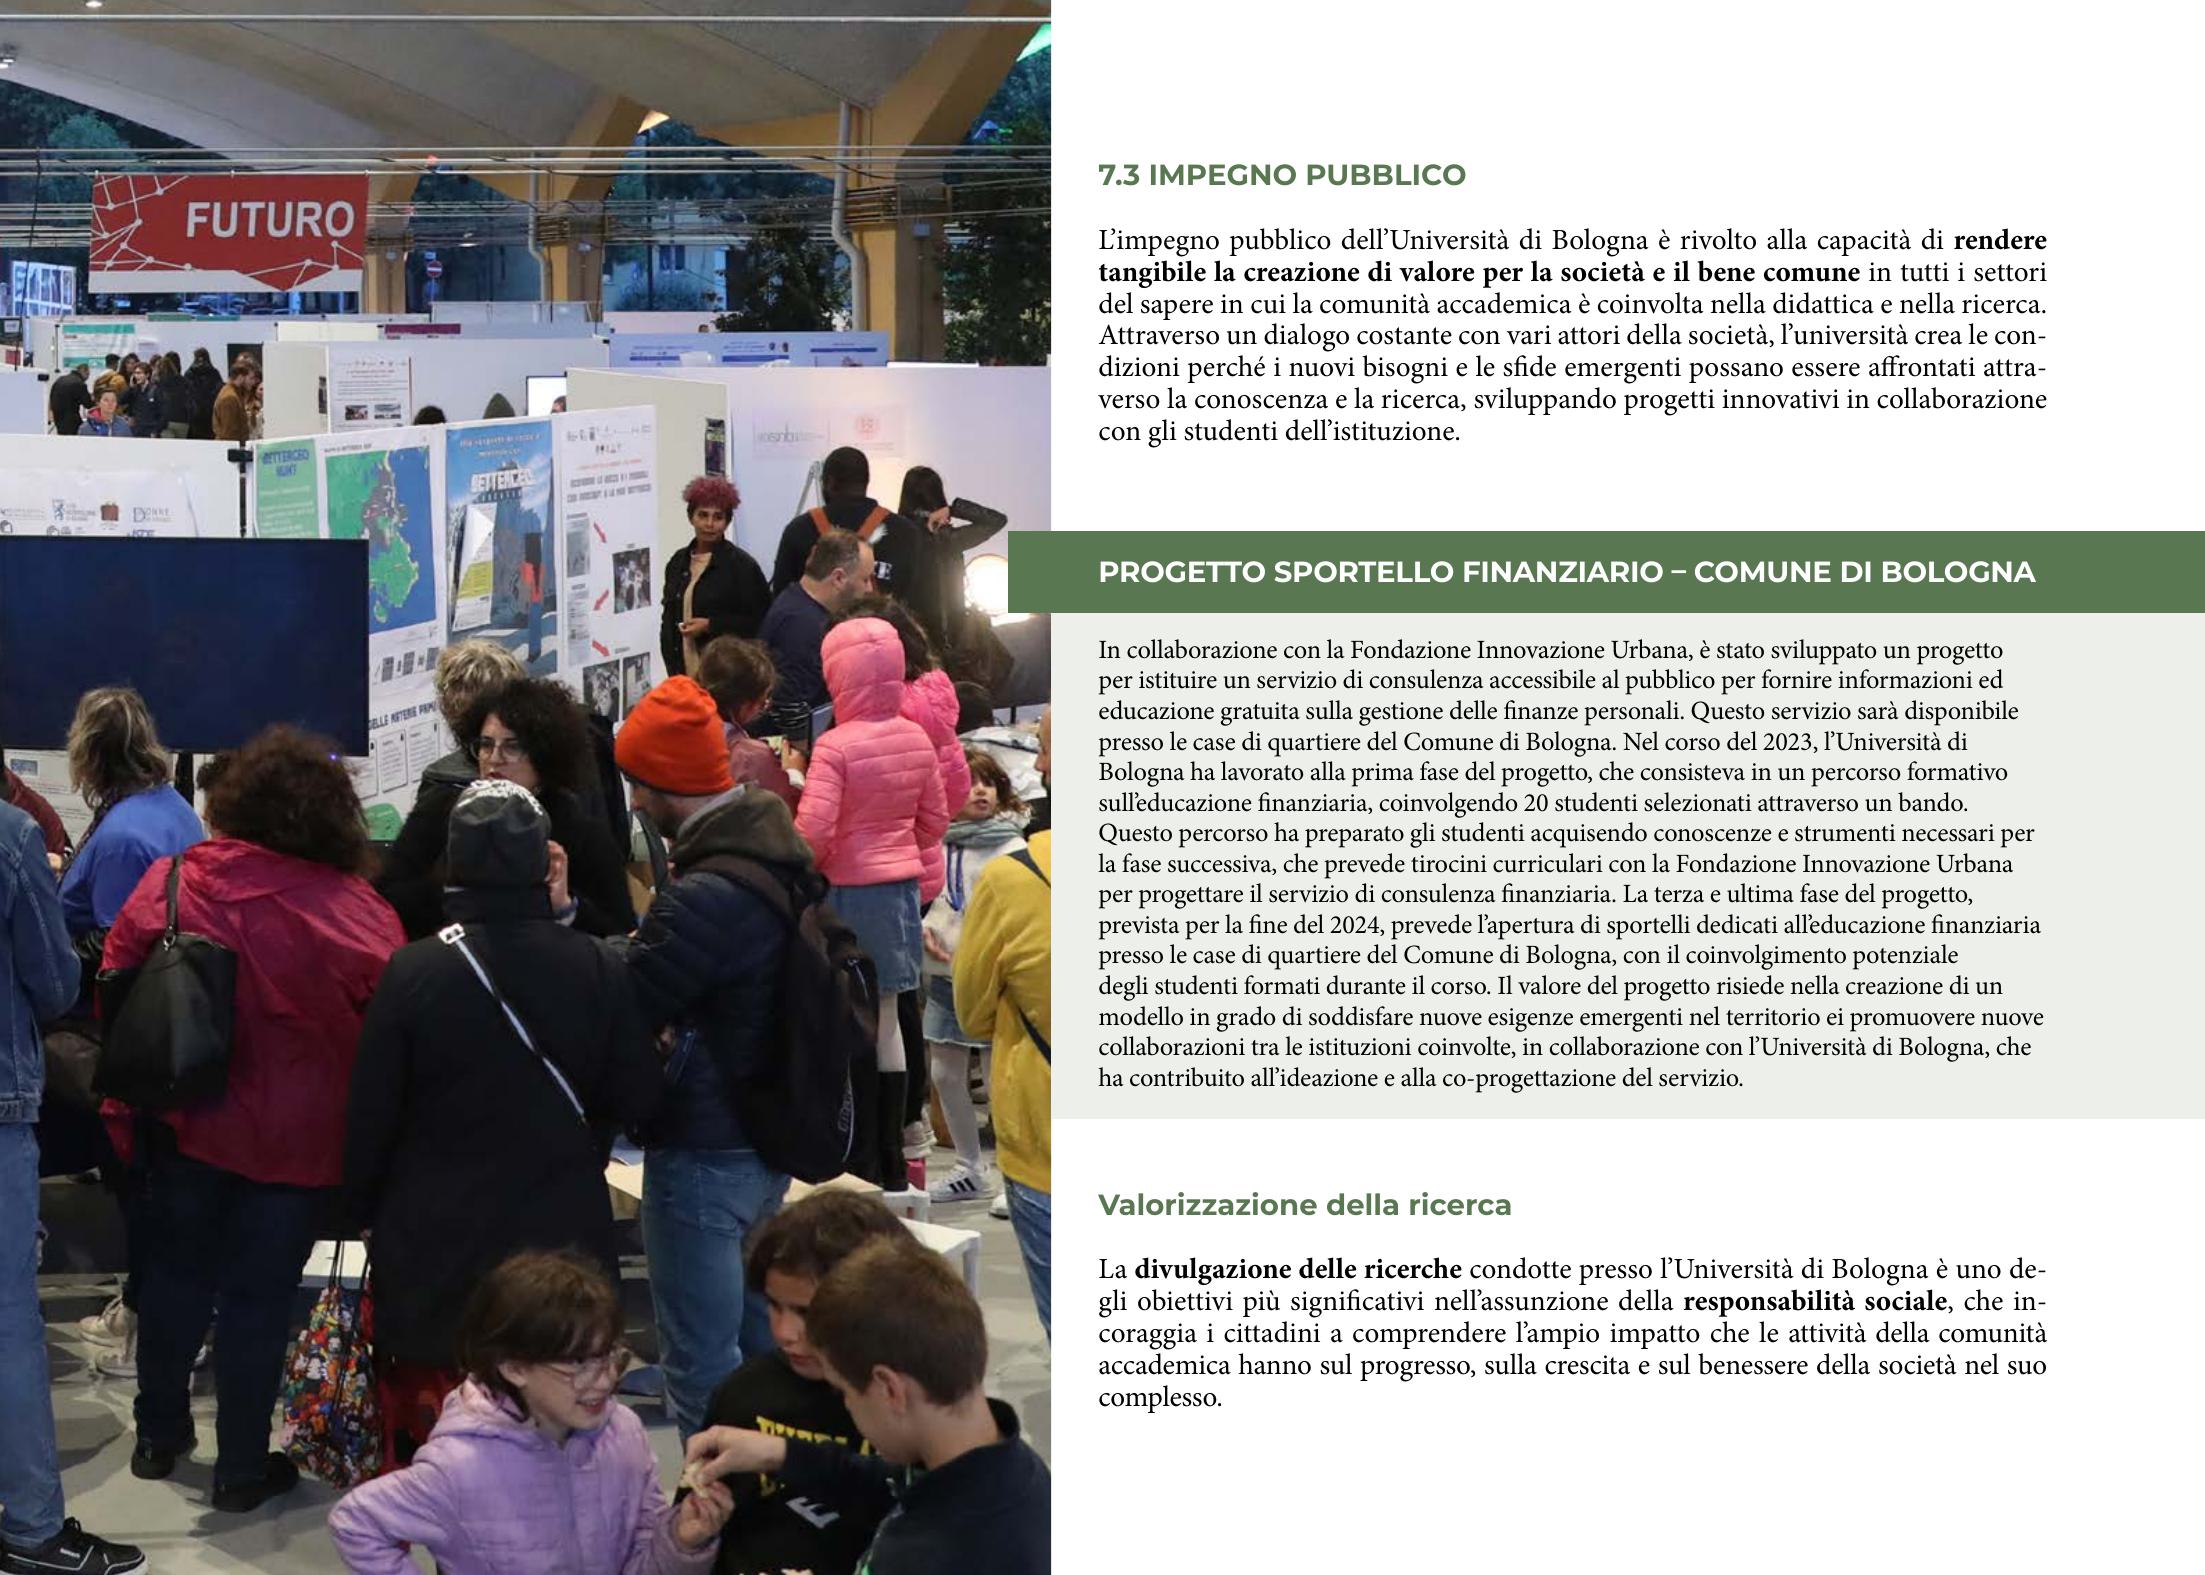 FUTURO
BETTERGEO
HUNT
BETTERGEO
DONNE
7.3 IMPEGNO PUBBLICO
L’impegno pubblico dell’Università di Bologna è rivolto alla capacità di rendere
tangibile la creazione di valore per la società e il bene comune in tutti i settori
del sapere in cui la comunità accademica è coinvolta nella didattica e nella ricerca.
Attraverso un dialogo costante con vari attori della società, l’università crea le con-
dizioni perché i nuovi bisogni e le sfide emergenti possano essere affrontati attra-
verso la conoscenza e la ricerca, sviluppando progetti innovativi in collaborazione
con gli studenti dell’istituzione.
PROGETTO SPORTELLO FINANZIARIO – COMUNE DI BOLOGNA
In collaborazione con la Fondazione Innovazione Urbana, è stato sviluppato un progetto
per istituire un servizio di consulenza accessibile al pubblico per fornire informazioni ed
educazione gratuita sulla gestione delle finanze personali. Questo servizio sarà disponibile
presso le case di quartiere del Comune di Bologna. Nel corso del 2023, l’Università di
Bologna ha lavorato alla prima fase del progetto, che consisteva in un percorso formativo
sull’educazione finanziaria, coinvolgendo 20 studenti selezionati attraverso un bando.
Questo percorso ha preparato gli studenti acquisendo conoscenze e strumenti necessari per
la fase successiva, che prevede tirocini curriculari con la Fondazione Innovazione Urbana
per progettare il servizio di consulenza finanziaria. La terza e ultima fase del progetto,
prevista per la fine del 2024, prevede l’apertura di sportelli dedicati all’educazione finanziaria
presso le case di quartiere del Comune di Bologna, con il coinvolgimento potenziale
degli studenti formati durante il corso. Il valore del progetto risiede nella creazione di un
modello in grado di soddisfare nuove esigenze emergenti nel territorio ei promuovere nuove
collaborazioni tra le istituzioni coinvolte, in collaborazione con l’Università di Bologna, che
ha contribuito all’ideazione e alla co-progettazione del servizio.
Valorizzazione della ricerca
La divulgazione delle ricerche condotte presso l’Università di Bologna è uno de-
gli obiettivi più significativi nell’assunzione della responsabilità sociale, che in-
coraggia i cittadini a comprendere l’ampio impatto che le attività della comunità
accademica hanno sul progresso, sulla crescita e sul benessere della società nel suo
complesso.